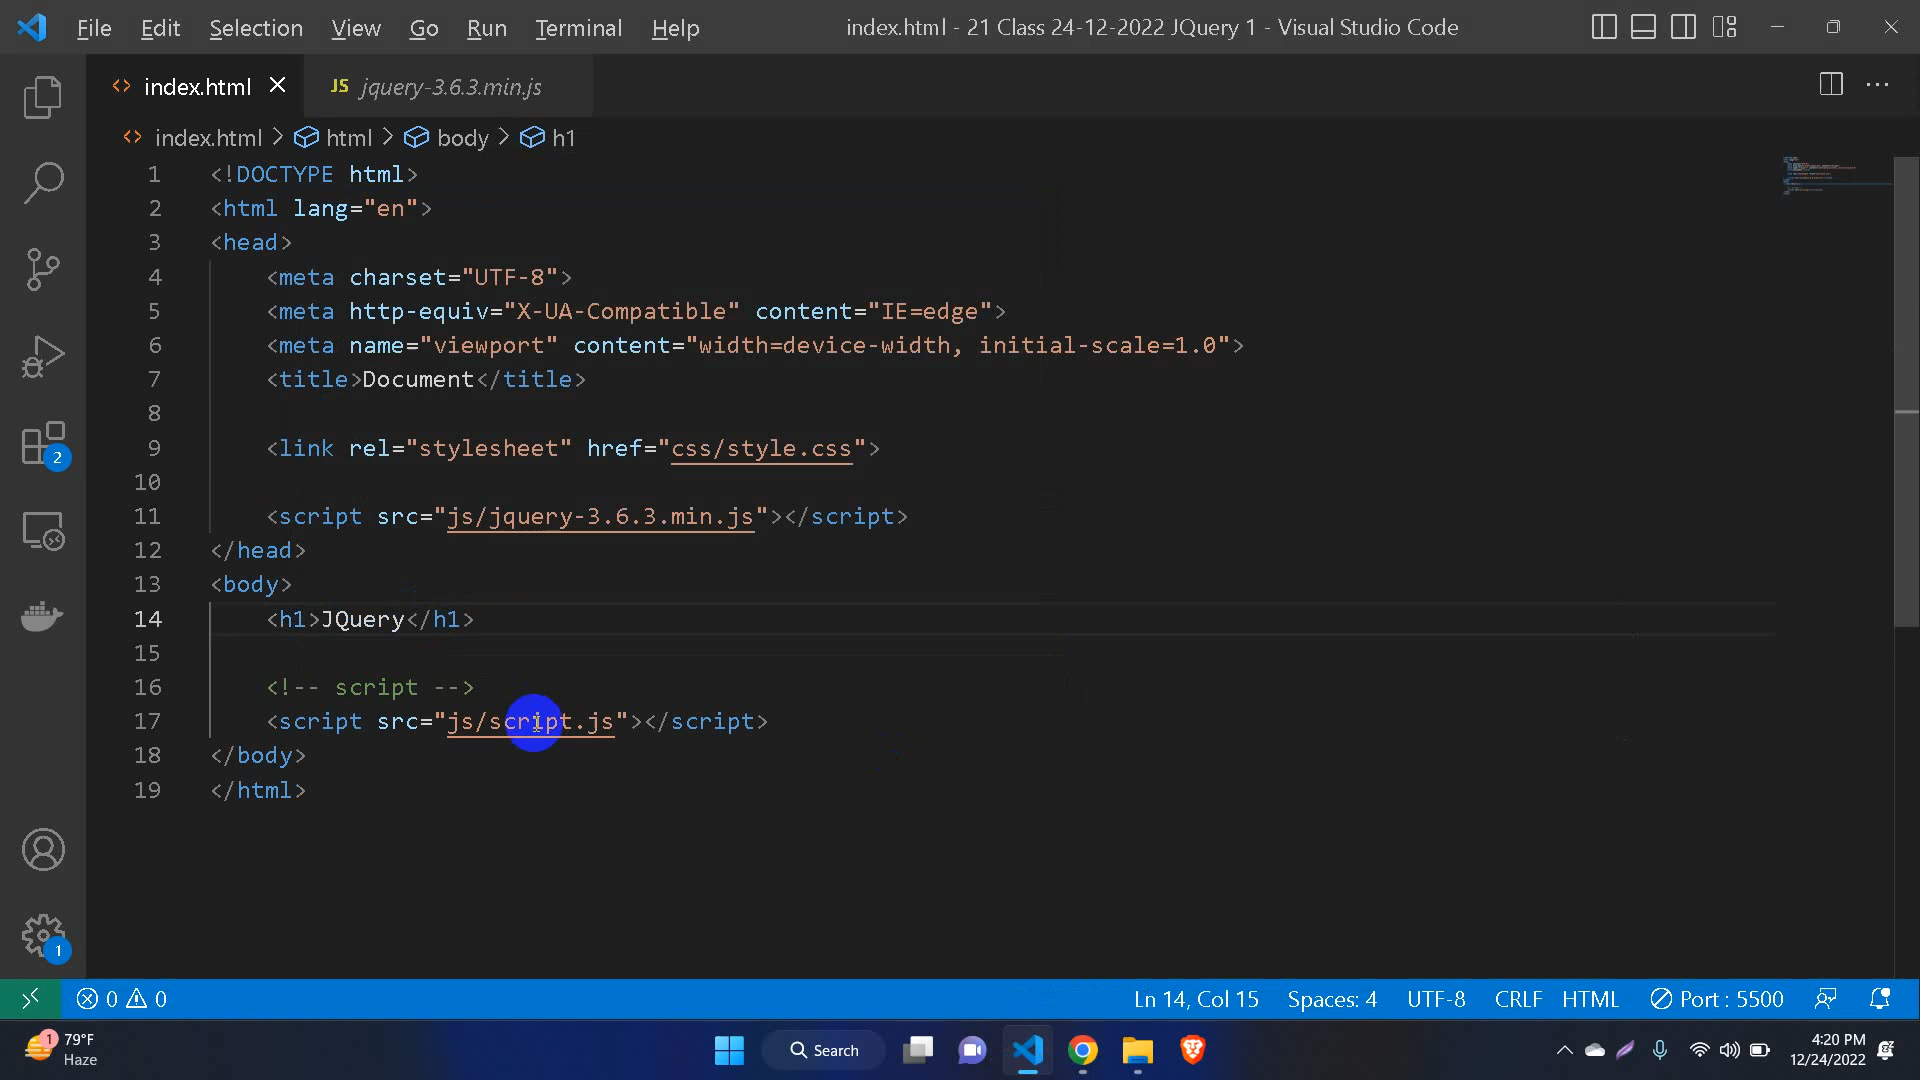 File Edit Selection View Go Run Terminal Help index.html - 21 Class 24-12-2022 JQuery 1 - Visual Studio Code
index.html JS jquery-3.6.3.min.js
index.html > html > body > h1
1 <!DOCTYPE html>
2 <html lang="en">
3 <head>
4 <meta charset="UTF-8">
5 <meta http-equiv="X-UA-Compatible" content="IE=edge">
6 <meta name="viewport" content="width=device-width, initial-scale=1.0">
7 <title>Document</title>
8
9 <link rel="stylesheet" href="css/style.css">
10
11 <script src="js/jquery-3.6.3.min.js"></script>
12 </head>
13 <body>
14 <h1>JQuery</h1>
15
16 <!-- script -->
17 <script src="js/script.js"></script>
18 </body>
19 </html>
2
1
0 0 Ln 14, Col 15 Spaces: 4 UTF-8 CRLF HTML Port : 5500
1 79°F
Haze
Search
4:20 PM
12/24/2022